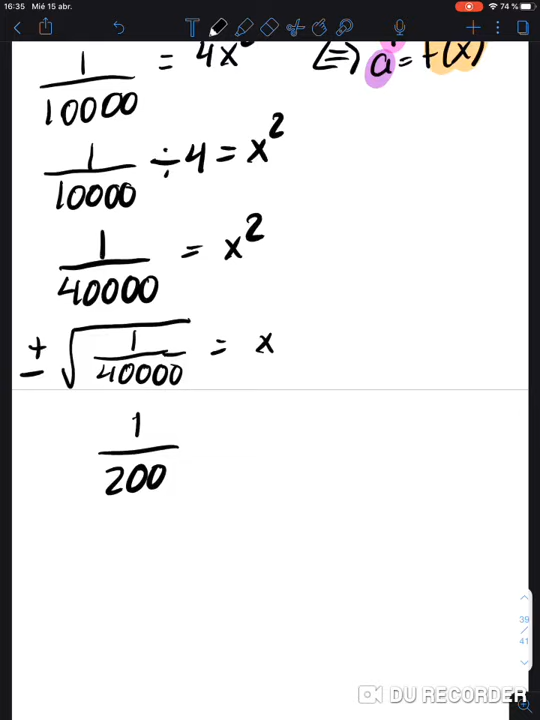 16:35 Mié 15 abr. 74 %
1/10000 = 4x² (=) a = f(x)
1/10000 ÷ 4 = x²
1/40000 = x²
± √(1/40000) = x
1/200
39
/
41
DU RECORDER